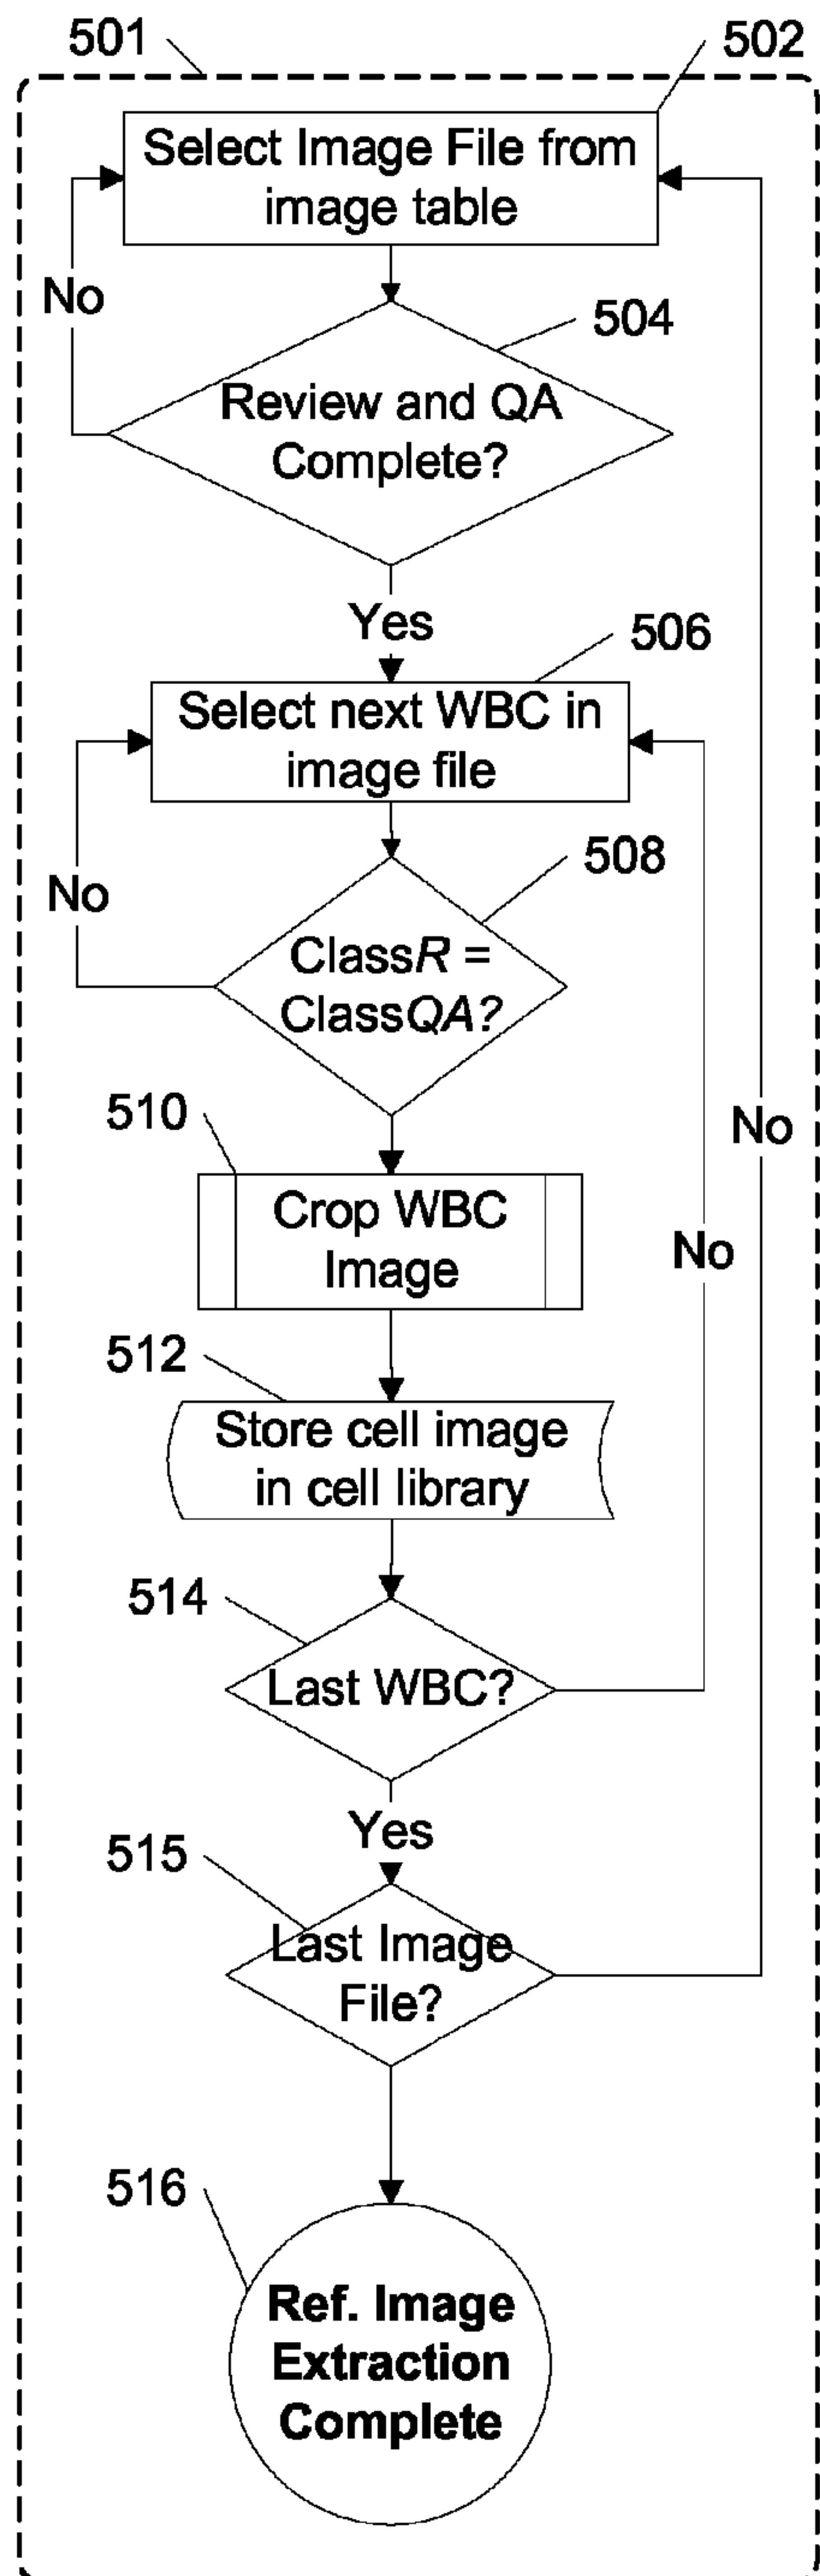 501
502
Select Image File from
image table
No
504
Review and QA
Complete?
Yes
506
Select next WBC in
image file
508
No
ClassR =
ClassQA?
510
No
Crop WBC
Image
No
512
Store cell image
in cell library
514
Last WBC?
Yes
515
Last Image
File?
516
Ref. Image
Extraction
Complete